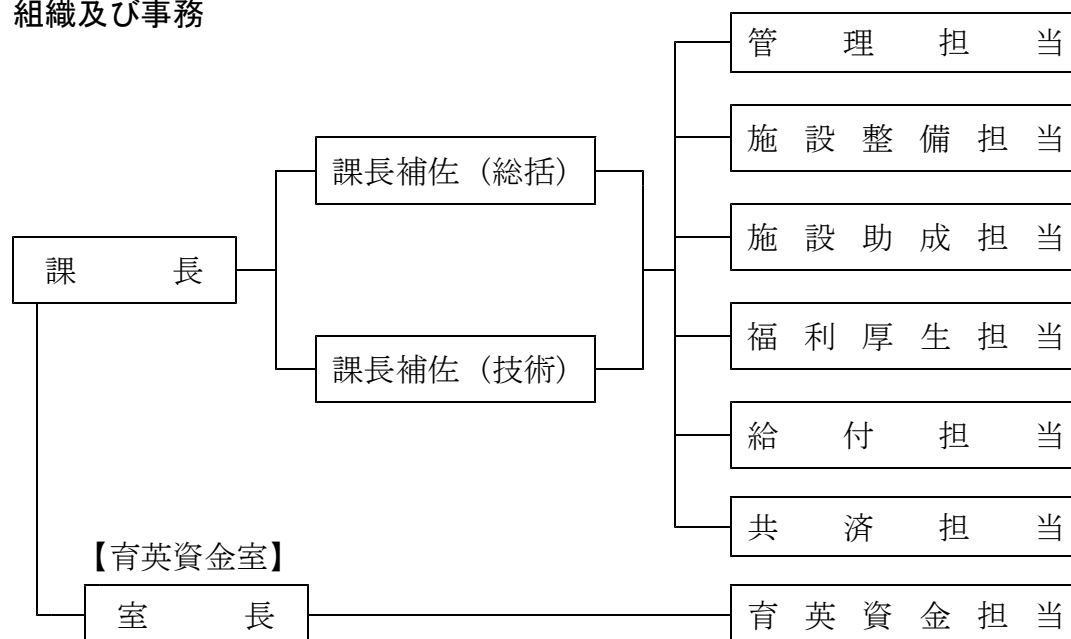 組織及び事務
管理担当
施設整備担当
課長補佐（総括）
施設助成担当
課長
福利厚生担当
課長補佐（技術）
給付担当
共済担当
【育英資金室】
室長
育英資金担当